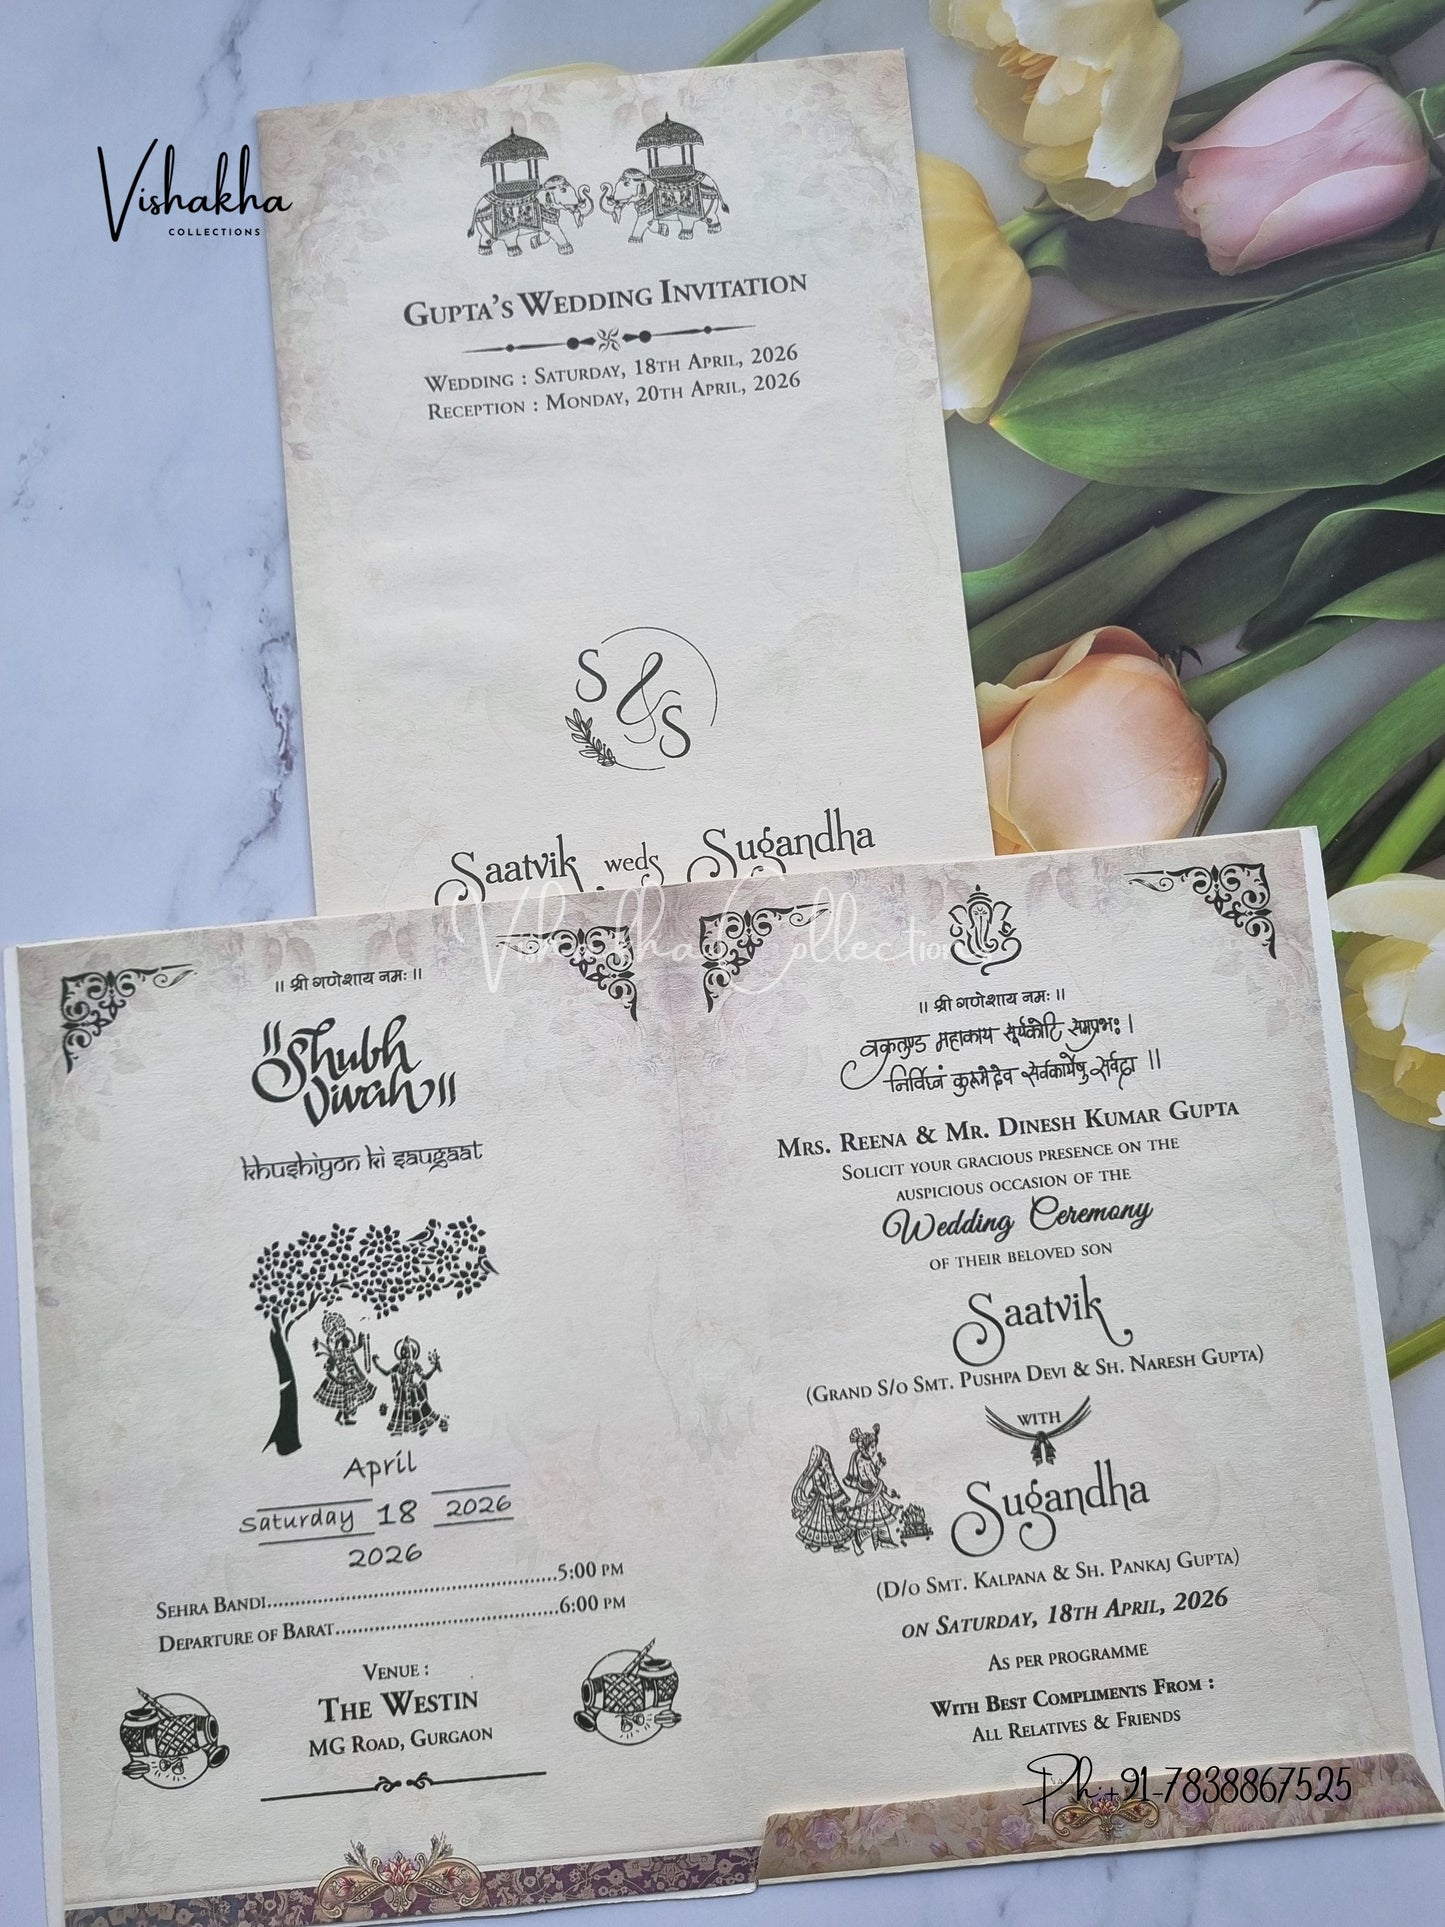 Vishakha
COLLECTIONS
GUPTA'S WEDDING INVITATION
WEDDING : SATURDAY, 18TH APRIL, 2026
RECEPTION : MONDAY, 20TH APRIL, 2026
S & S
Saatvik weds Sugandha
Vishakha Collections
|| श्री गणेशाय नमः ||
||Shubh
Vivah||
khushiyon ki saugaat
April
Saturday 18 2026
2026
SEHRA BANDI....................................................5:00 PM
DEPARTURE OF BARAT........................................6:00 PM
VENUE :
THE WESTIN
MG ROAD, GURGAON
|| श्री गणेशाय नमः ||
वक्रतुण्ड महाकाय सूर्यकोटि समप्रभः |
निर्विघ्नं कुरूमेदेव सर्वकार्येषु सर्वदा ||
MRS. REENA & MR. DINESH KUMAR GUPTA
SOLICIT YOUR GRACIOUS PRESENCE ON THE
AUSPICIOUS OCCASION OF THE
Wedding Ceremony
OF THEIR BELOVED SON
Saatvik
(GRAND S/O SMT. PUSHPA DEVI & SH. NARESH GUPTA)
WITH
Sugandha
(D/O SMT. KALPANA & SH. PANKAJ GUPTA)
ON SATURDAY, 18TH APRIL, 2026
AS PER PROGRAMME
WITH BEST COMPLIMENTS FROM :
ALL RELATIVES & FRIENDS
Ph:+91-7838867525